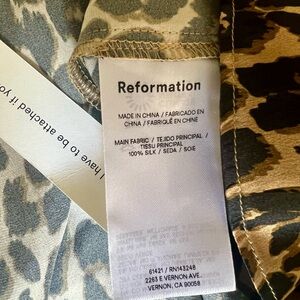 I have to be attached if yo
Reformation
MADE IN CHINA / FABRICADO EN
CHINA / FABRIQUÉ EN CHINE
MAIN FABRIC / TEJIDO PRINCIPAL /
TISSU PRINCIPAL
100% SILK / SEDA / SOIE
61421 / RN143248
2263 E VERNON AVE.
VERNON, CA 90058